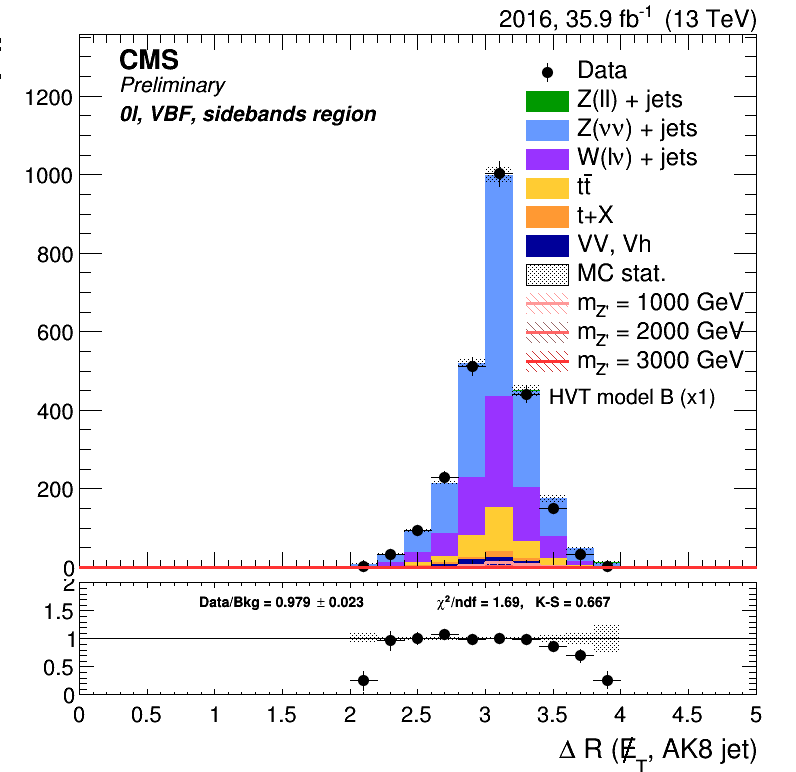 2016, 35.9 fb⁻¹ (13 TeV)
CMS
Preliminary
0l, VBF, sidebands region
Data
Z(ll) + jets
Z(νν) + jets
W(lν) + jets
tt̄
t+X
VV, Vh
MC stat.
m_Z' = 1000 GeV
m_Z' = 2000 GeV
m_Z' = 3000 GeV
HVT model B (x1)
1200
1000
800
600
400
200
0
Data/Bkg = 0.979 ± 0.023
χ²/ndf = 1.69, K-S = 0.667
2
1.5
1
0.5
0
0 0.5 1 1.5 2 2.5 3 3.5 4 4.5 5
Δ R (E̸_T, AK8 jet)